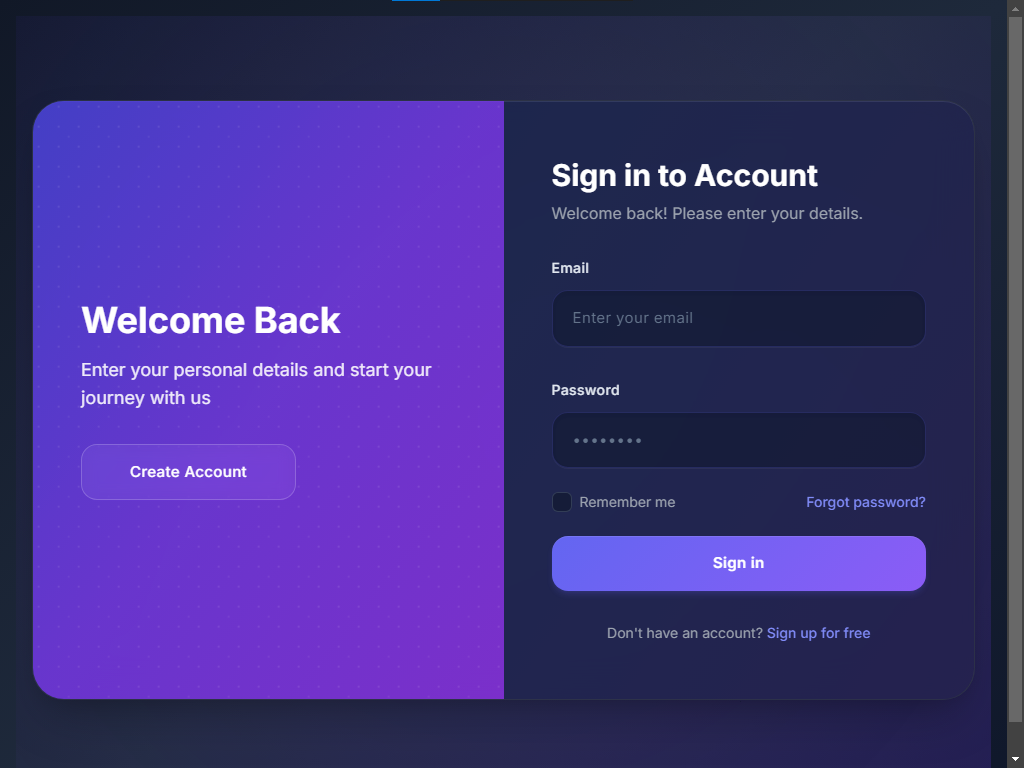 Welcome Back
Enter your personal details and start your
journey with us
Create Account
Sign in to Account
Welcome back! Please enter your details.
Email
Enter your email
Password
••••••••
Remember me
Forgot password?
Sign in
Don't have an account? Sign up for free